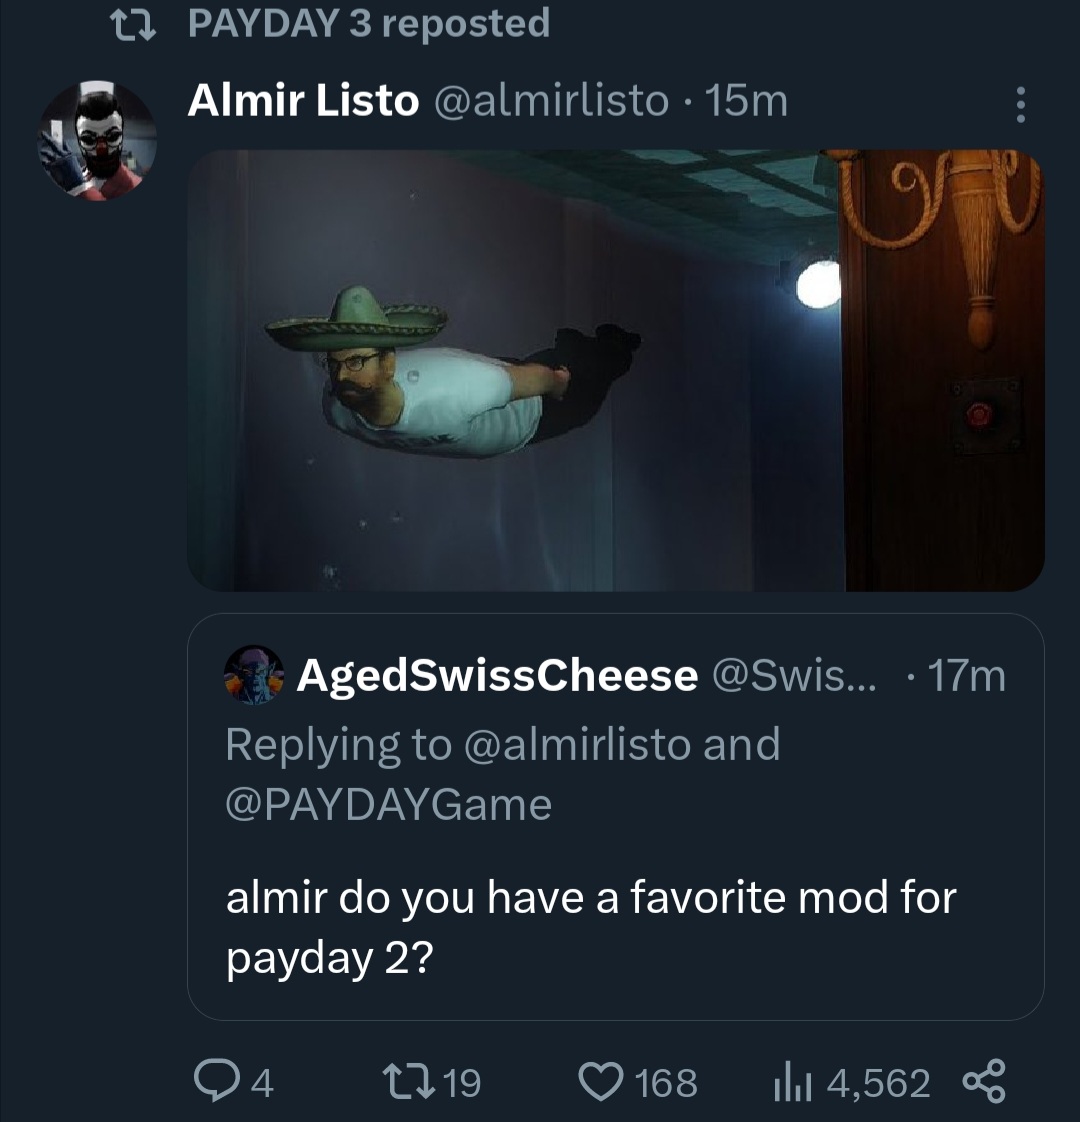 PAYDAY 3 reposted
Almir Listo @almirlisto · 15m
AgedSwissCheese @Swis... · 17m
Replying to @almirlisto and
@PAYDAYGame
almir do you have a favorite mod for
payday 2?
4 19 168 4,562